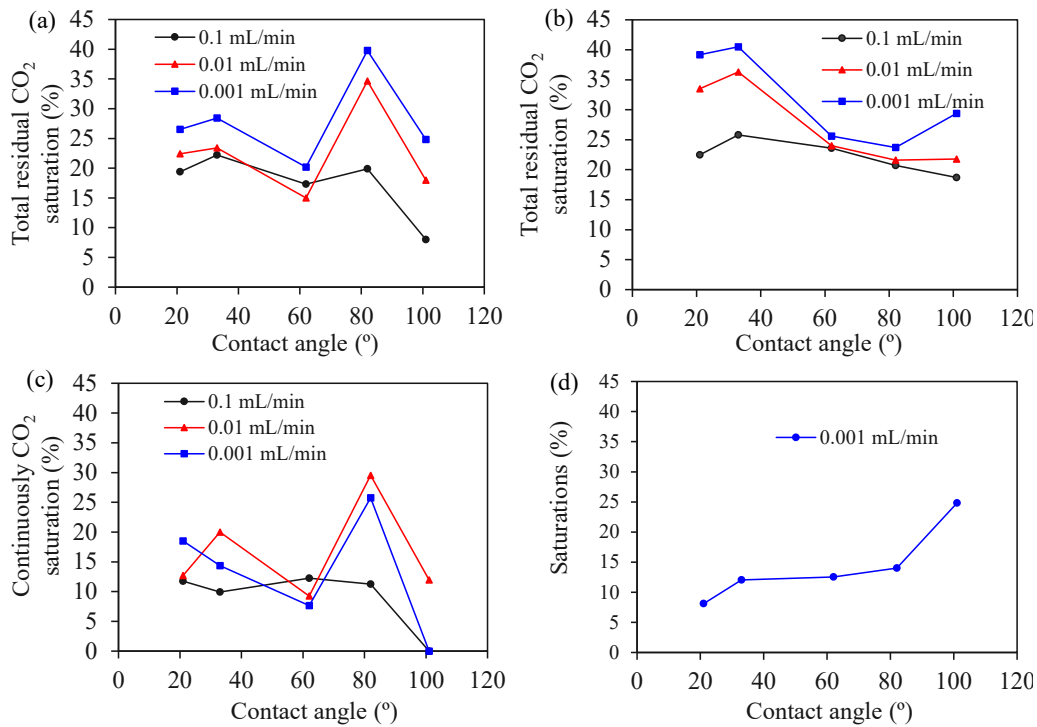 (a)
Total residual CO2
saturation (%)
45
40
35
30
25
20
15
10
5
0
0.1 mL/min
0.01 mL/min
0.001 mL/min
0 20 40 60 80 100 120
Contact angle (º)
(b)
Total residual CO2
saturation (%)
45
40
35
30
25
20
15
10
5
0
0.1 mL/min
0.01 mL/min
0.001 mL/min
0 20 40 60 80 100 120
Contact angle (º)
(c)
Continuously CO2
saturation (%)
45
40
35
30
25
20
15
10
5
0
0.1 mL/min
0.01 mL/min
0.001 mL/min
0 20 40 60 80 100 120
Contact angle (º)
(d)
Saturations (%)
45
40
35
30
25
20
15
10
5
0
0.001 mL/min
0 20 40 60 80 100 120
Contact angle (º)